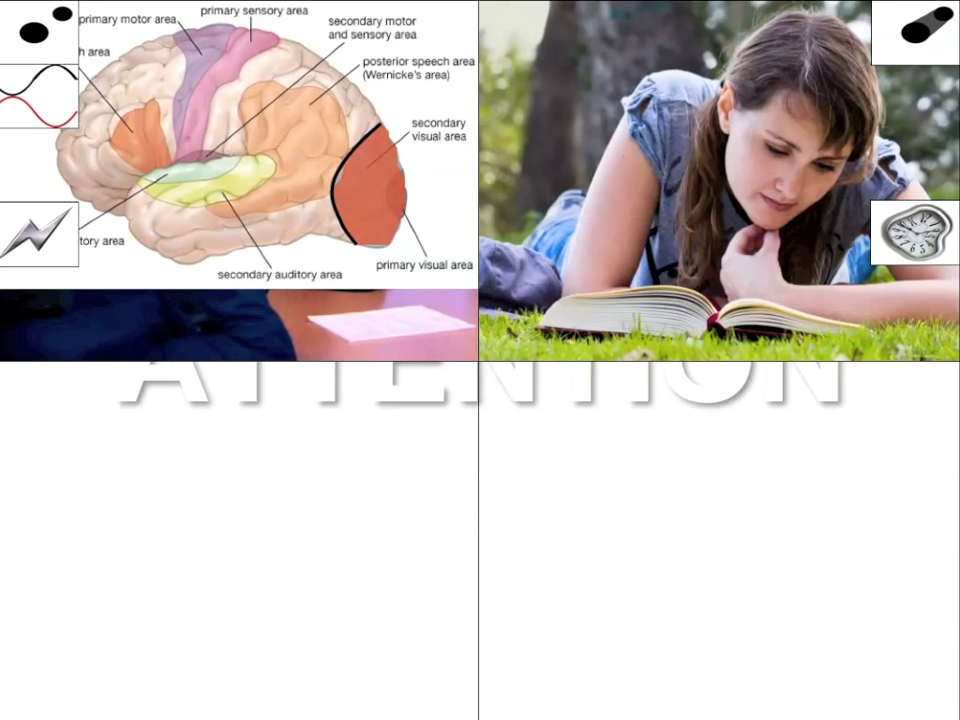 primary sensory area
primary motor area
secondary motor
and sensory area
h area
posterior speech area
(Wernicke's area)
secondary
visual area
tory area
primary visual area
secondary auditory area
ATTENTION